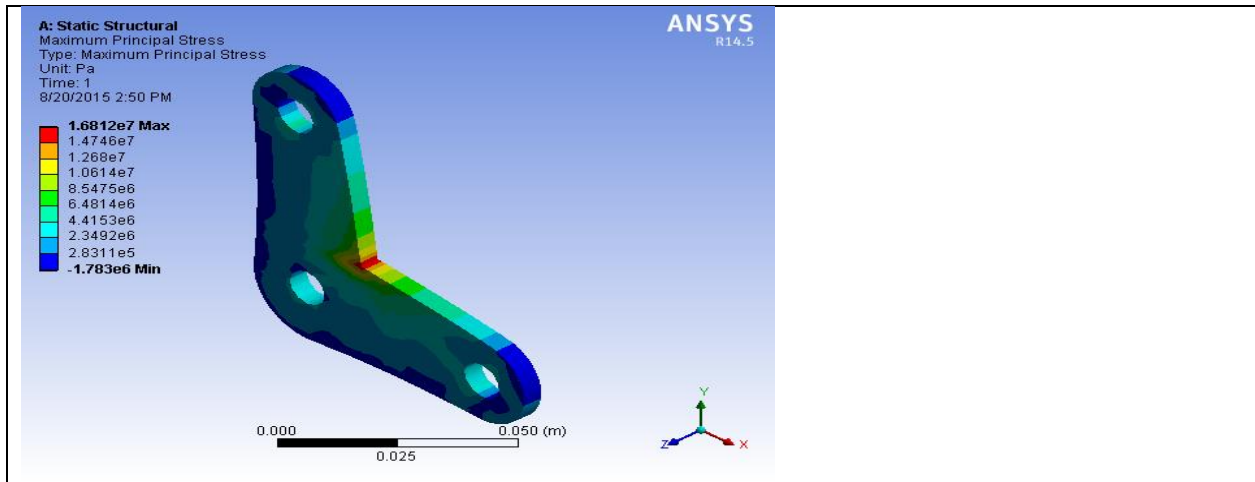 A: Static Structural
Maximum Principal Stress
Type: Maximum Principal Stress
Unit: Pa
Time: 1
8/20/2015 2:50 PM
ANSYS
R14.5
1.6812e7 Max
1.4746e7
1.268e7
1.0614e7
8.5475e6
6.4814e6
4.4153e6
2.3492e6
2.8311e5
-1.783e6 Min
0.000
0.050 (m)
0.025
Y
Z
X